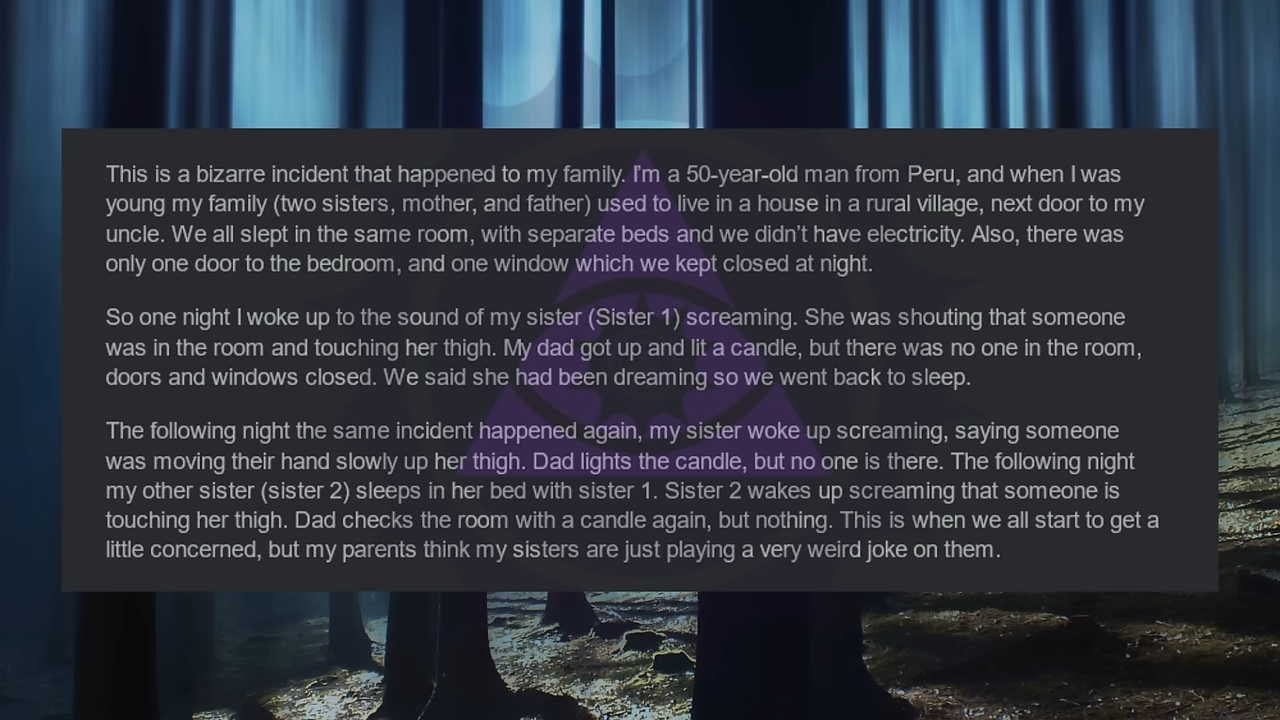 This is a bizarre incident that happened to my family. I'm a 50-year-old man from Peru, and when I was
young my family (two sisters, mother, and father) used to live in a house in a rural village, next door to my
uncle. We all slept in the same room, with separate beds and we didn't have electricity. Also, there was
only one door to the bedroom, and one window which we kept closed at night.
So one night I woke up to the sound of my sister (Sister 1) screaming. She was shouting that someone
was in the room and touching her thigh. My dad got up and lit a candle, but there was no one in the room,
doors and windows closed. We said she had been dreaming so we went back to sleep.
The following night the same incident happened again, my sister woke up screaming, saying someone
was moving their hand slowly up her thigh. Dad lights the candle, but no one is there. The following night
my other sister (sister 2) sleeps in her bed with sister 1. Sister 2 wakes up screaming that someone is
touching her thigh. Dad checks the room with a candle again, but nothing. This is when we all start to get a
little concerned, but my parents think my sisters are just playing a very weird joke on them.